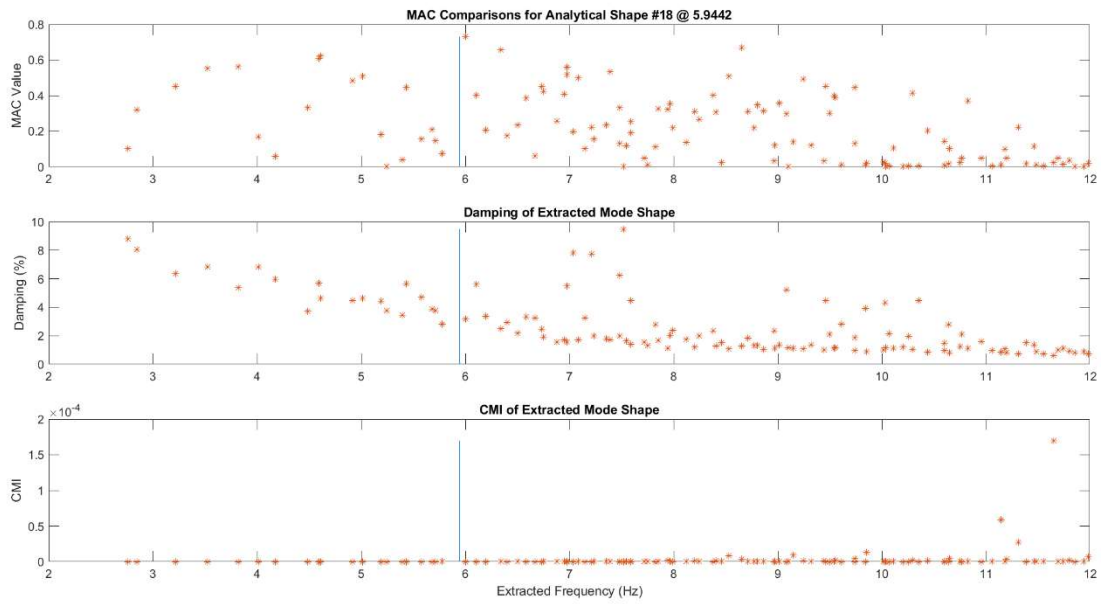 MAC Comparisons for Analytical Shape #18 @ 5.9442
MAC Value
0.8
0.6
0.4
0.2
0
2 3 4 5 6 7 8 9 10 11 12
Damping of Extracted Mode Shape
Damping (%)
10
8
6
4
2
0
2 3 4 5 6 7 8 9 10 11 12
CMI of Extracted Mode Shape
×10⁻⁴
CMI
2
1.5
1
0.5
0
2 3 4 5 6 7 8 9 10 11 12
Extracted Frequency (Hz)